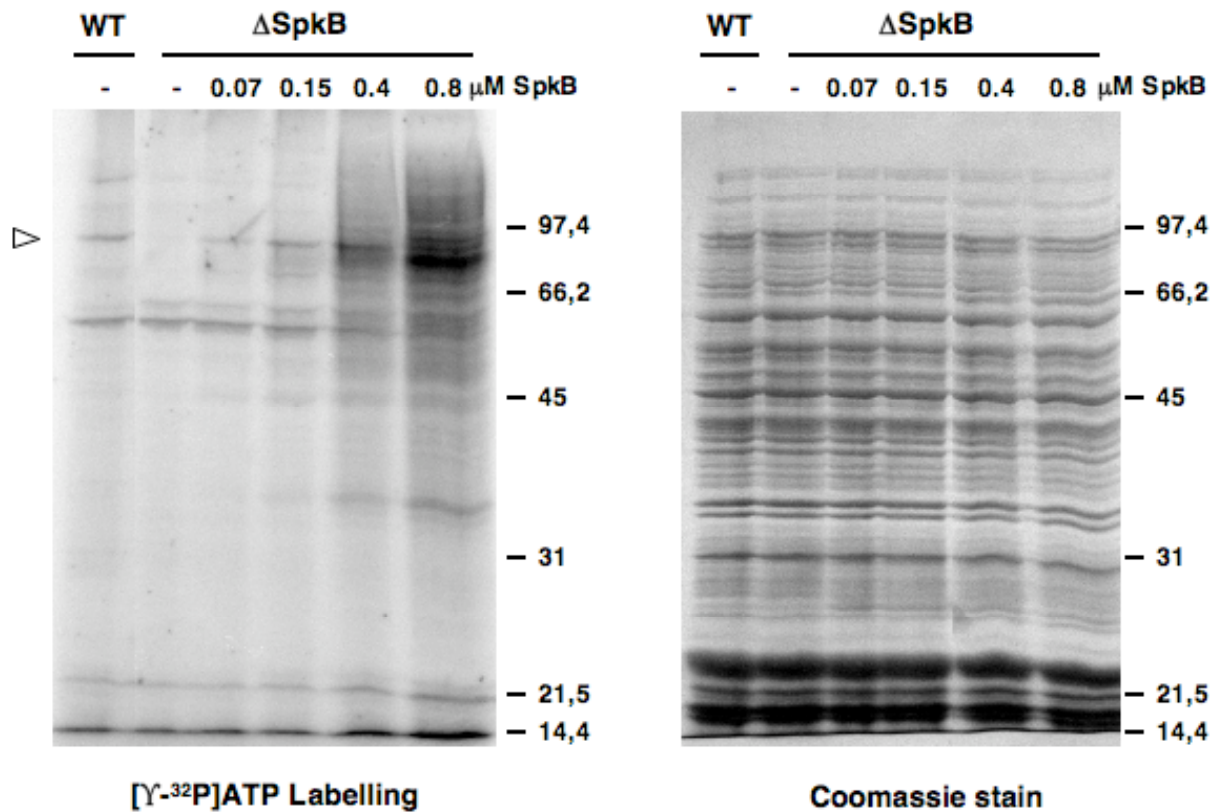 WT ΔSpkB
- - 0.07 0.15 0.4 0.8 μM SpkB
97,4
66,2
45
31
21,5
14,4
[ϒ-³²P]ATP Labelling
WT ΔSpkB
- - 0.07 0.15 0.4 0.8 μM SpkB
97,4
66,2
45
31
21,5
14,4
Coomassie stain